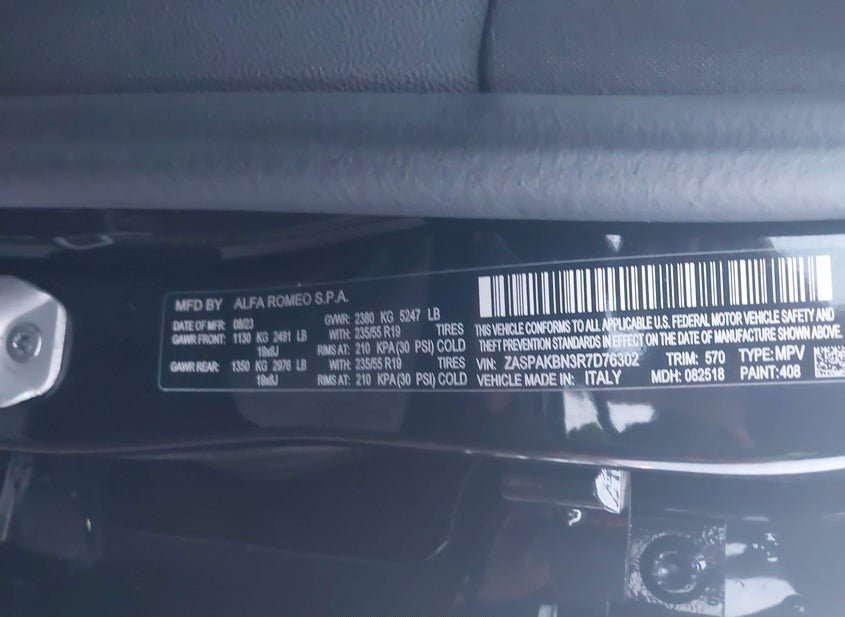 MFD BY ALFA ROMEO S.P.A.
DATE OF MFR: 08/23 GVWR: 2380 KG 5247 LB
GAWR FRONT: 1130 KG 2491 LB WITH: 235/55 R19 TIRES
18x8J RIMS AT: 210 KPA(30 PSI) COLD
GAWR REAR: 1350 KG 2976 LB WITH: 235/55 R19 TIRES
18x8J RIMS AT: 210 KPA(30 PSI) COLD
THIS VEHICLE CONFORMS TO ALL APPLICABLE U.S. FEDERAL MOTOR VEHICLE SAFETY AND
THEFT PREVENTION STANDARDS IN EFFECT ON THE DATE OF MANUFACTURE SHOWN ABOVE.
VIN: ZASPAKBN3R7D76302 TRIM: 570 TYPE: MPV
VEHICLE MADE IN: ITALY MDH: 082518 PAINT:408